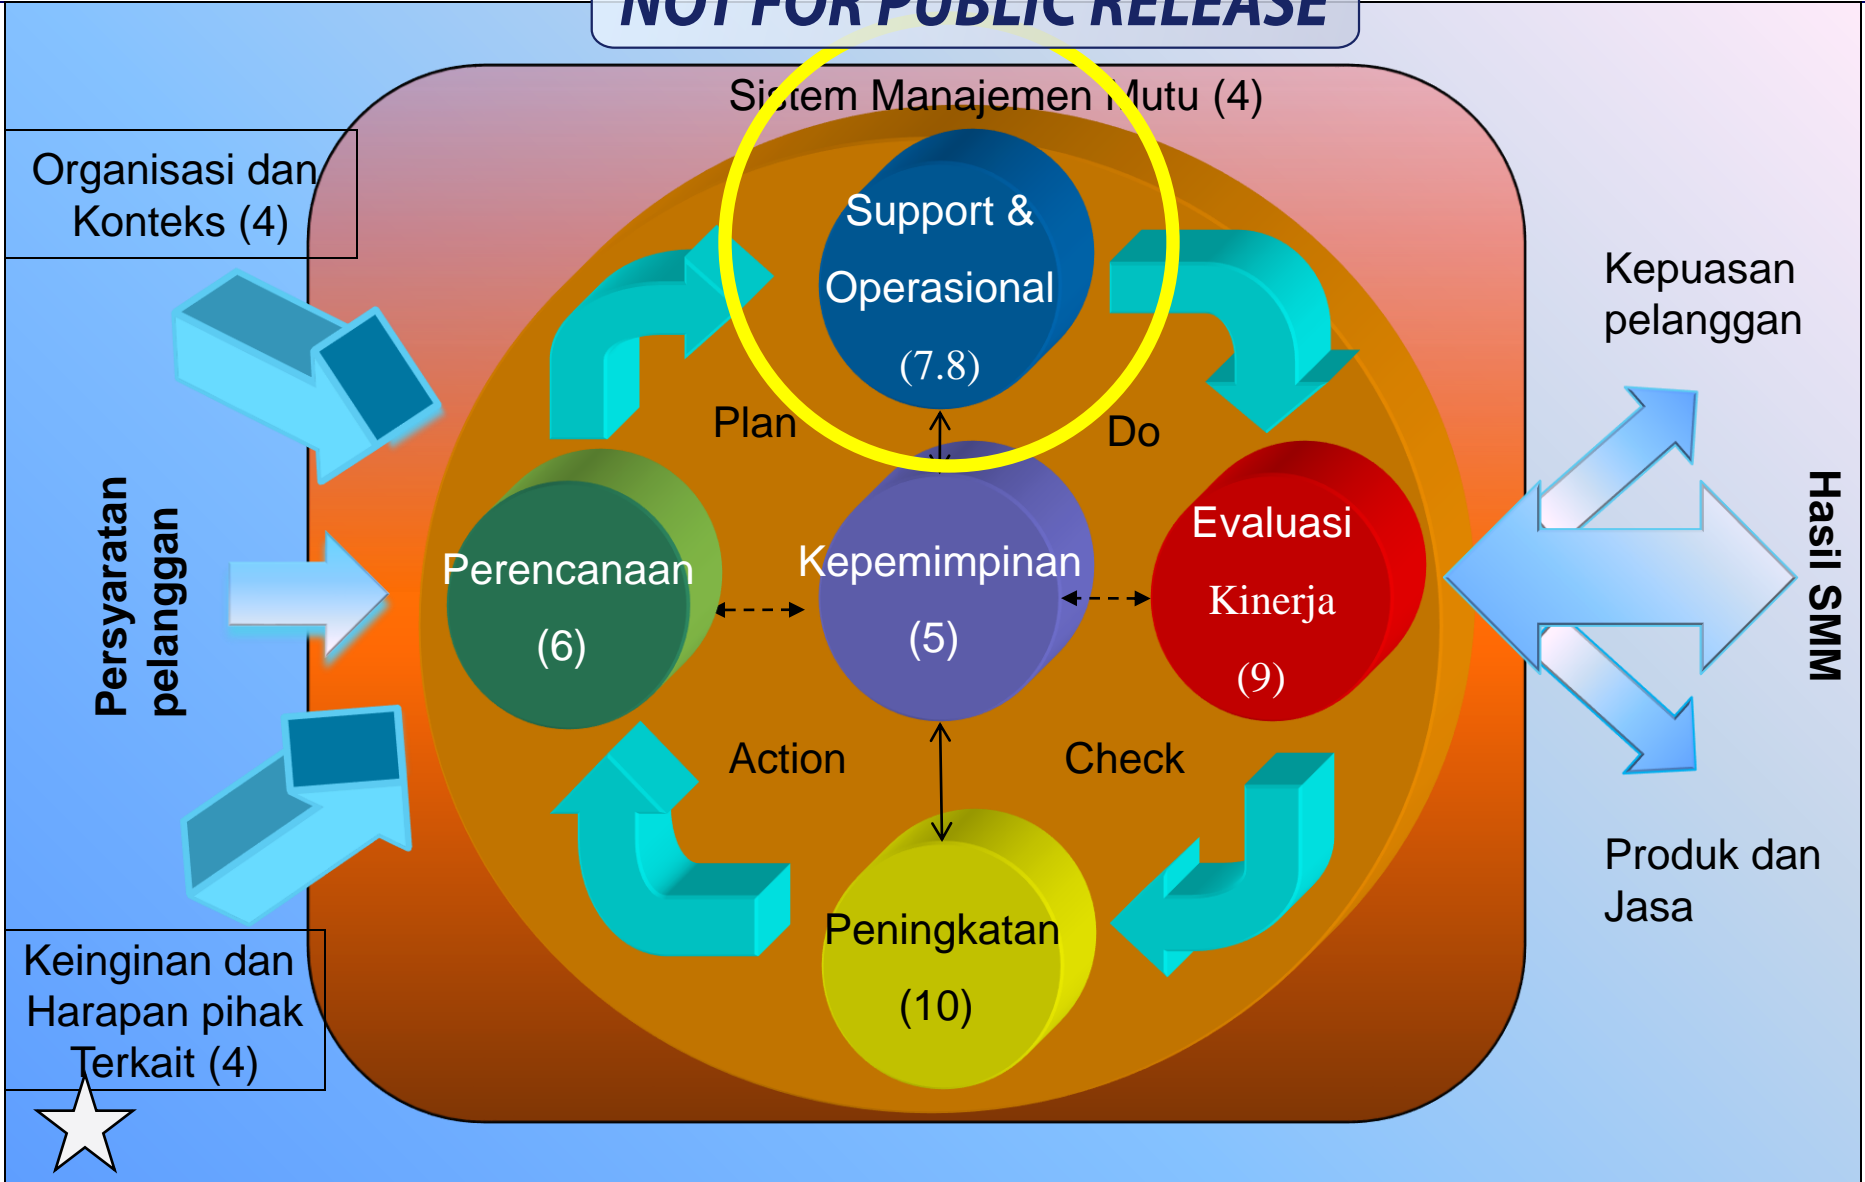 NOT FOR PUBLIC RELEASE
Sistem Manajemen Mutu (4)
Organisasi dan
Konteks (4)
Support &
Operasional
(7.8)
Kepuasan
pelanggan
Plan
Do
Persyaratan
pelanggan
Perencanaan
(6)
Kepemimpinan
(5)
Evaluasi
Kinerja
(9)
Hasil SMM
Action
Check
Peningkatan
(10)
Produk dan
Jasa
Keinginan dan
Harapan pihak
Terkait (4)